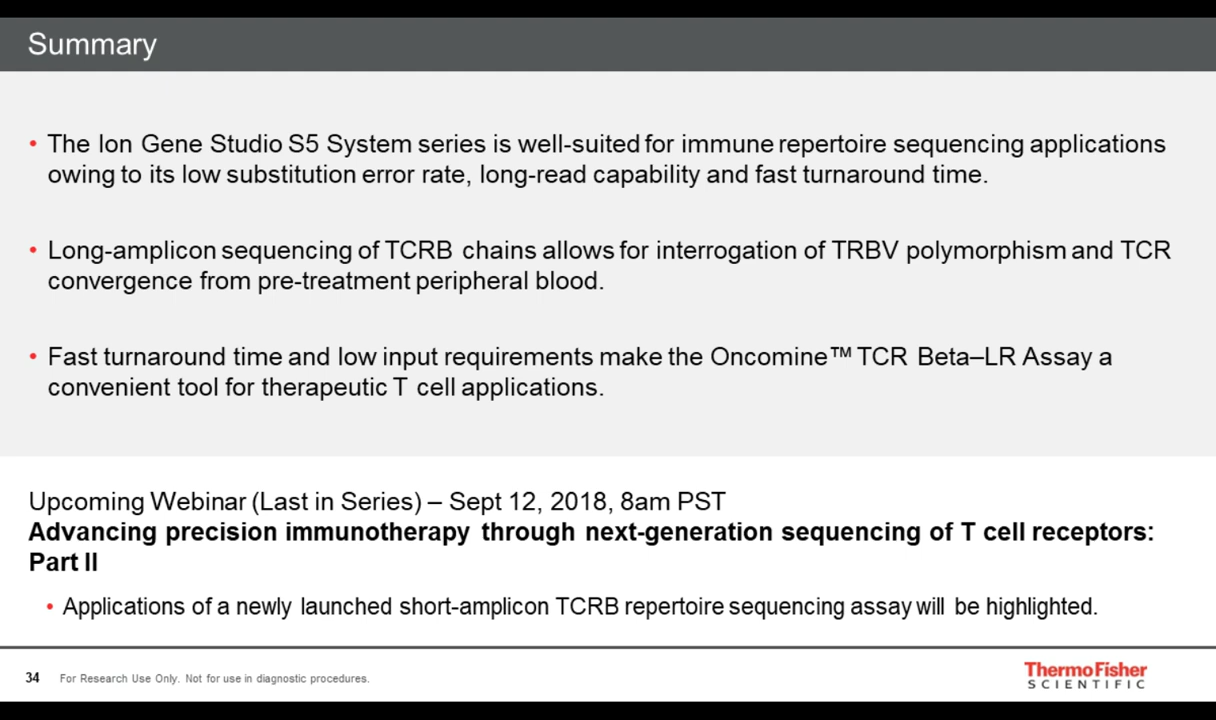 Summary
• The Ion Gene Studio S5 System series is well-suited for immune repertoire sequencing applications
owing to its low substitution error rate, long-read capability and fast turnaround time.
• Long-amplicon sequencing of TCRB chains allows for interrogation of TRBV polymorphism and TCR
convergence from pre-treatment peripheral blood.
• Fast turnaround time and low input requirements make the Oncomine™ TCR Beta–LR Assay a
convenient tool for therapeutic T cell applications.
Upcoming Webinar (Last in Series) – Sept 12, 2018, 8am PST
Advancing precision immunotherapy through next-generation sequencing of T cell receptors:
Part II
• Applications of a newly launched short-amplicon TCRB repertoire sequencing assay will be highlighted.
34 For Research Use Only. Not for use in diagnostic procedures.
ThermoFisher
SCIENTIFIC